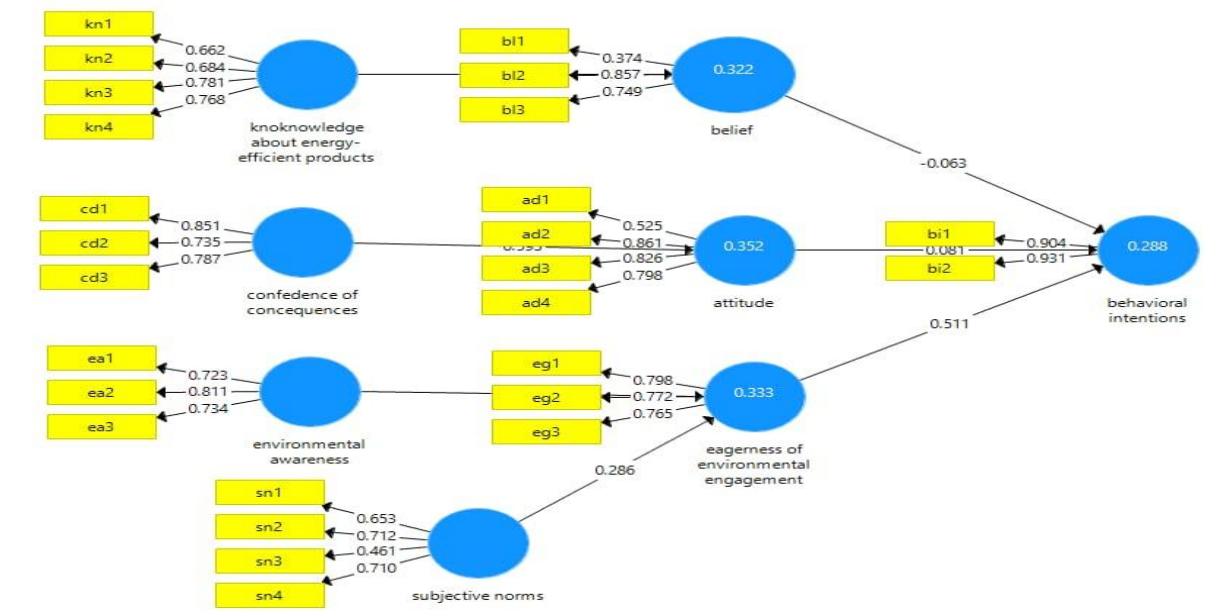 kn1
kn2
kn3
kn4
0.662
0.684
0.781
0.768
knoknowledge
about energy-
efficient products
bl1
bl2
bl3
0.374
0.857
0.749
0.322
belief
-0.063
cd1
cd2
cd3
0.851
0.735
0.787
confedence of
concequences
ad1
ad2
ad3
ad4
0.525
0.861
0.826
0.798
0.352
attitude
0.081
bi1
bi2
0.904
0.931
0.288
behavioral
intentions
ea1
ea2
ea3
0.723
0.811
0.734
environmental
awareness
eg1
eg2
eg3
0.798
0.772
0.765
0.333
eagerness of
environmental
engagement
0.511
0.286
sn1
sn2
sn3
sn4
0.653
0.712
0.461
0.710
subjective norms